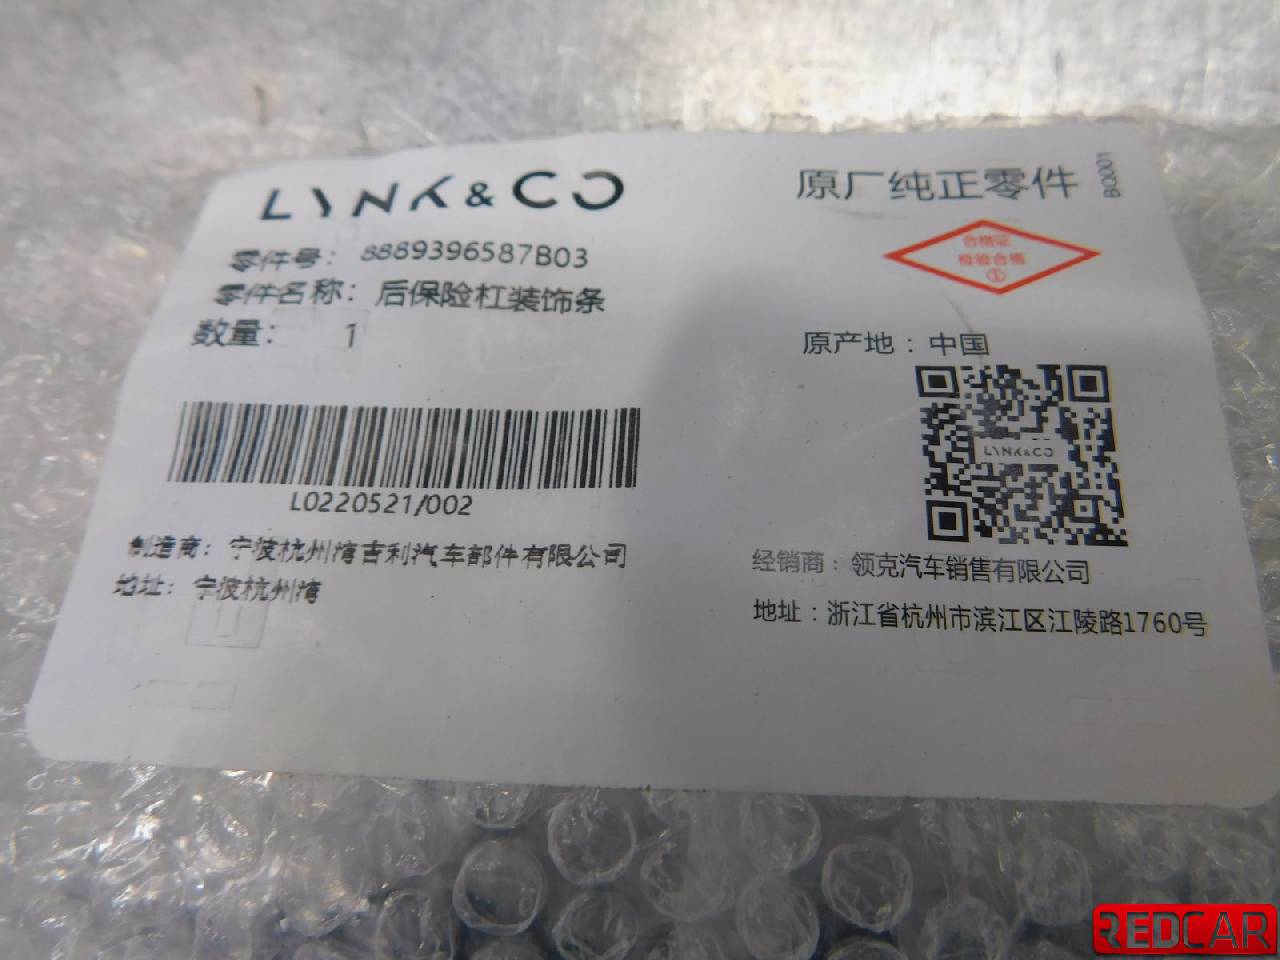 LYNK&CO
零件号: 8889396587B03
零件名称: 后保险杠装饰条
数量: 1
L0220521/002
制造商: 宁波杭州湾吉利汽车部件有限公司
地址: 宁波杭州湾
原厂纯正零件
BQ001
合格证
检验合格
①
原产地：中国
LYNK&CO
经销商：领克汽车销售有限公司
地址：浙江省杭州市滨江区江陵路1760号
REDCAR